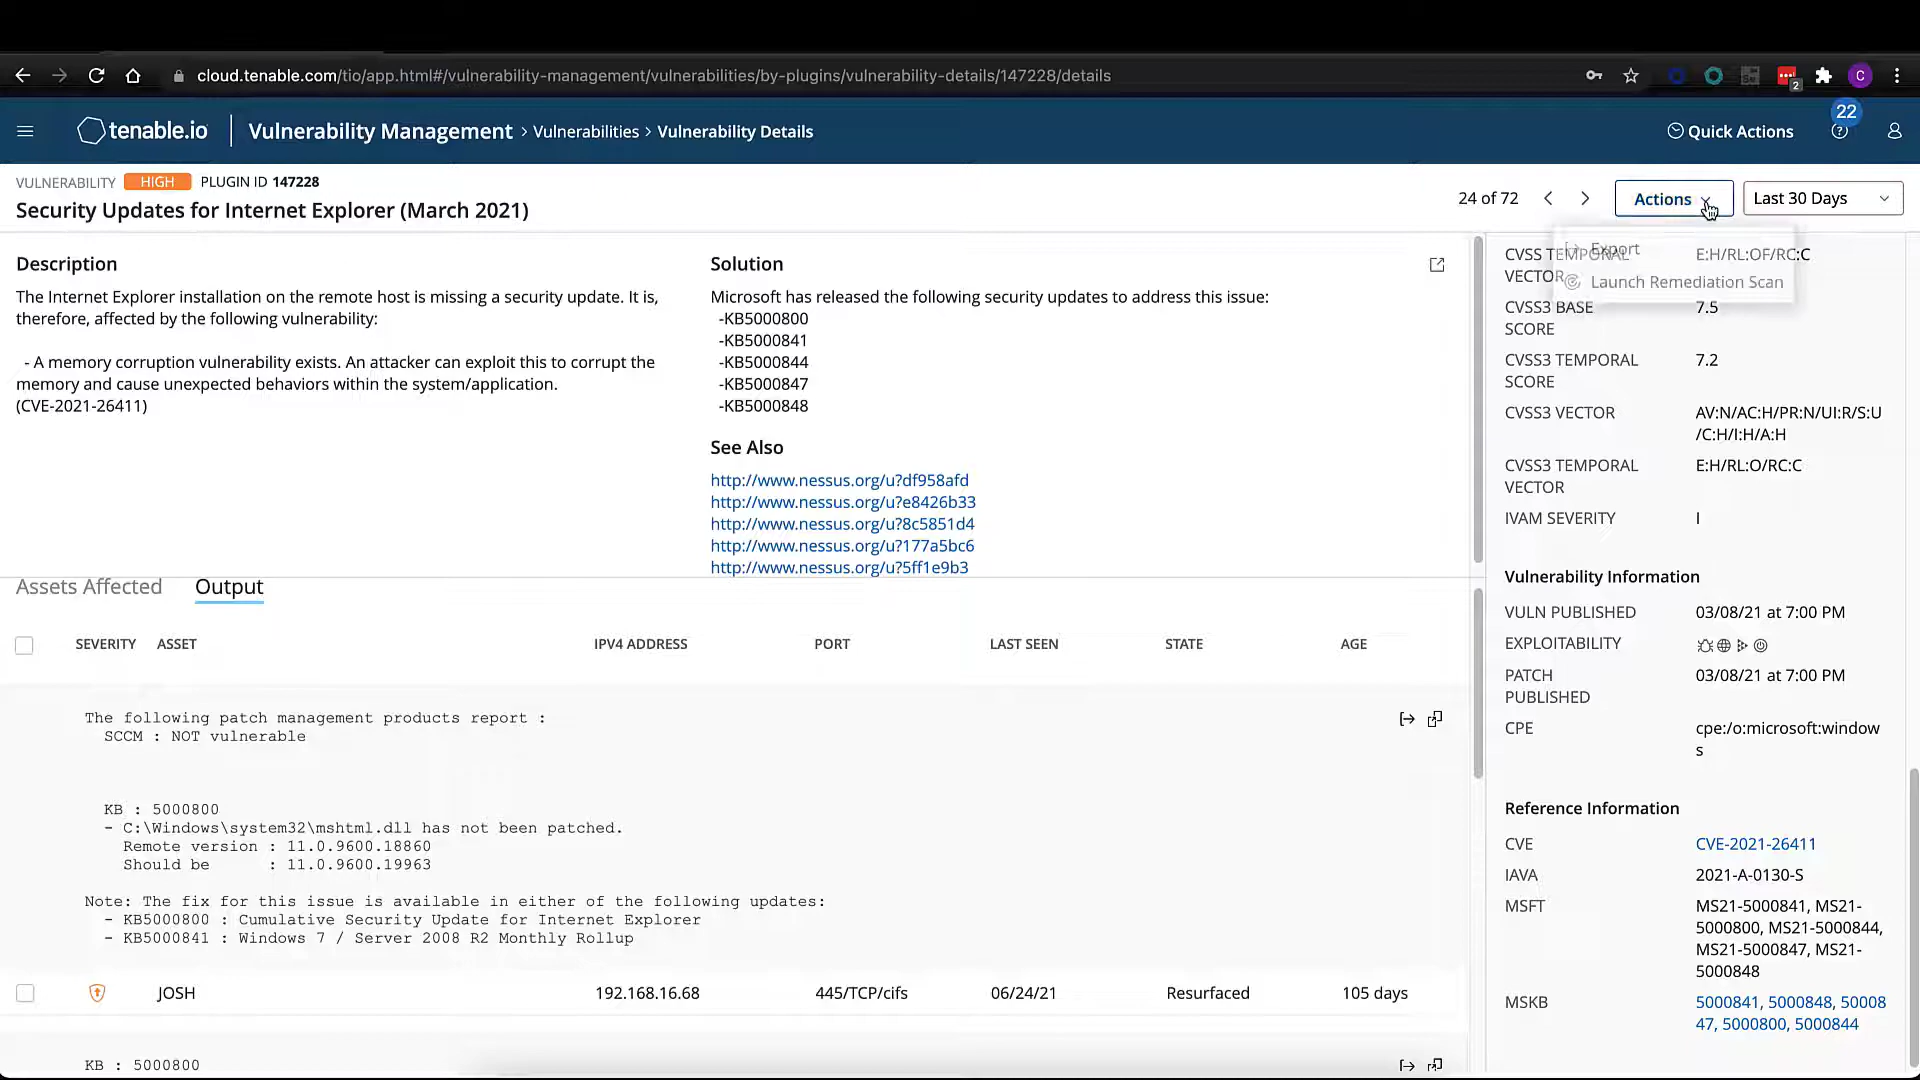 cloud.tenable.com/tio/app.html#/vulnerability-management/vulnerabilities/by-plugins/vulnerability-details/147228/details
2
C
tenable.io
Vulnerability Management > Vulnerabilities > Vulnerability Details
Quick Actions
22
VULNERABILITY HIGH PLUGIN ID 147228
Security Updates for Internet Explorer (March 2021)
24 of 72
Actions
Last 30 Days
Export
Launch Remediation Scan
Description
The Internet Explorer installation on the remote host is missing a security update. It is,
therefore, affected by the following vulnerability:
- A memory corruption vulnerability exists. An attacker can exploit this to corrupt the
memory and cause unexpected behaviors within the system/application.
(CVE-2021-26411)
Solution
Microsoft has released the following security updates to address this issue:
-KB5000800
-KB5000841
-KB5000844
-KB5000847
-KB5000848
See Also
http://www.nessus.org/u?df958afd
http://www.nessus.org/u?e8426b33
http://www.nessus.org/u?8c5851d4
http://www.nessus.org/u?177a5bc6
http://www.nessus.org/u?5ff1e9b3
Assets Affected
Output
SEVERITY ASSET IPV4 ADDRESS PORT LAST SEEN STATE AGE
The following patch management products report :
SCCM : NOT vulnerable
KB : 5000800
- C:\Windows\system32\mshtml.dll has not been patched.
Remote version : 11.0.9600.18860
Should be : 11.0.9600.19963
Note: The fix for this issue is available in either of the following updates:
- KB5000800 : Cumulative Security Update for Internet Explorer
- KB5000841 : Windows 7 / Server 2008 R2 Monthly Rollup
JOSH 192.168.16.68 445/TCP/cifs 06/24/21 Resurfaced 105 days
KB : 5000800
CVSS TEMPORAL E:H/RL:OF/RC:C
VECTOR
CVSS3 BASE 7.5
SCORE
CVSS3 TEMPORAL 7.2
SCORE
CVSS3 VECTOR AV:N/AC:H/PR:N/UI:R/S:U
/C:H/I:H/A:H
CVSS3 TEMPORAL E:H/RL:O/RC:C
VECTOR
IVAM SEVERITY I
Vulnerability Information
VULN PUBLISHED 03/08/21 at 7:00 PM
EXPLOITABILITY
PATCH 03/08/21 at 7:00 PM
PUBLISHED
CPE cpe:/o:microsoft:window
s
Reference Information
CVE CVE-2021-26411
IAVA 2021-A-0130-S
MSFT MS21-5000841, MS21-
5000800, MS21-5000844,
MS21-5000847, MS21-
5000848
MSKB 5000841, 5000848, 50008
47, 5000800, 5000844